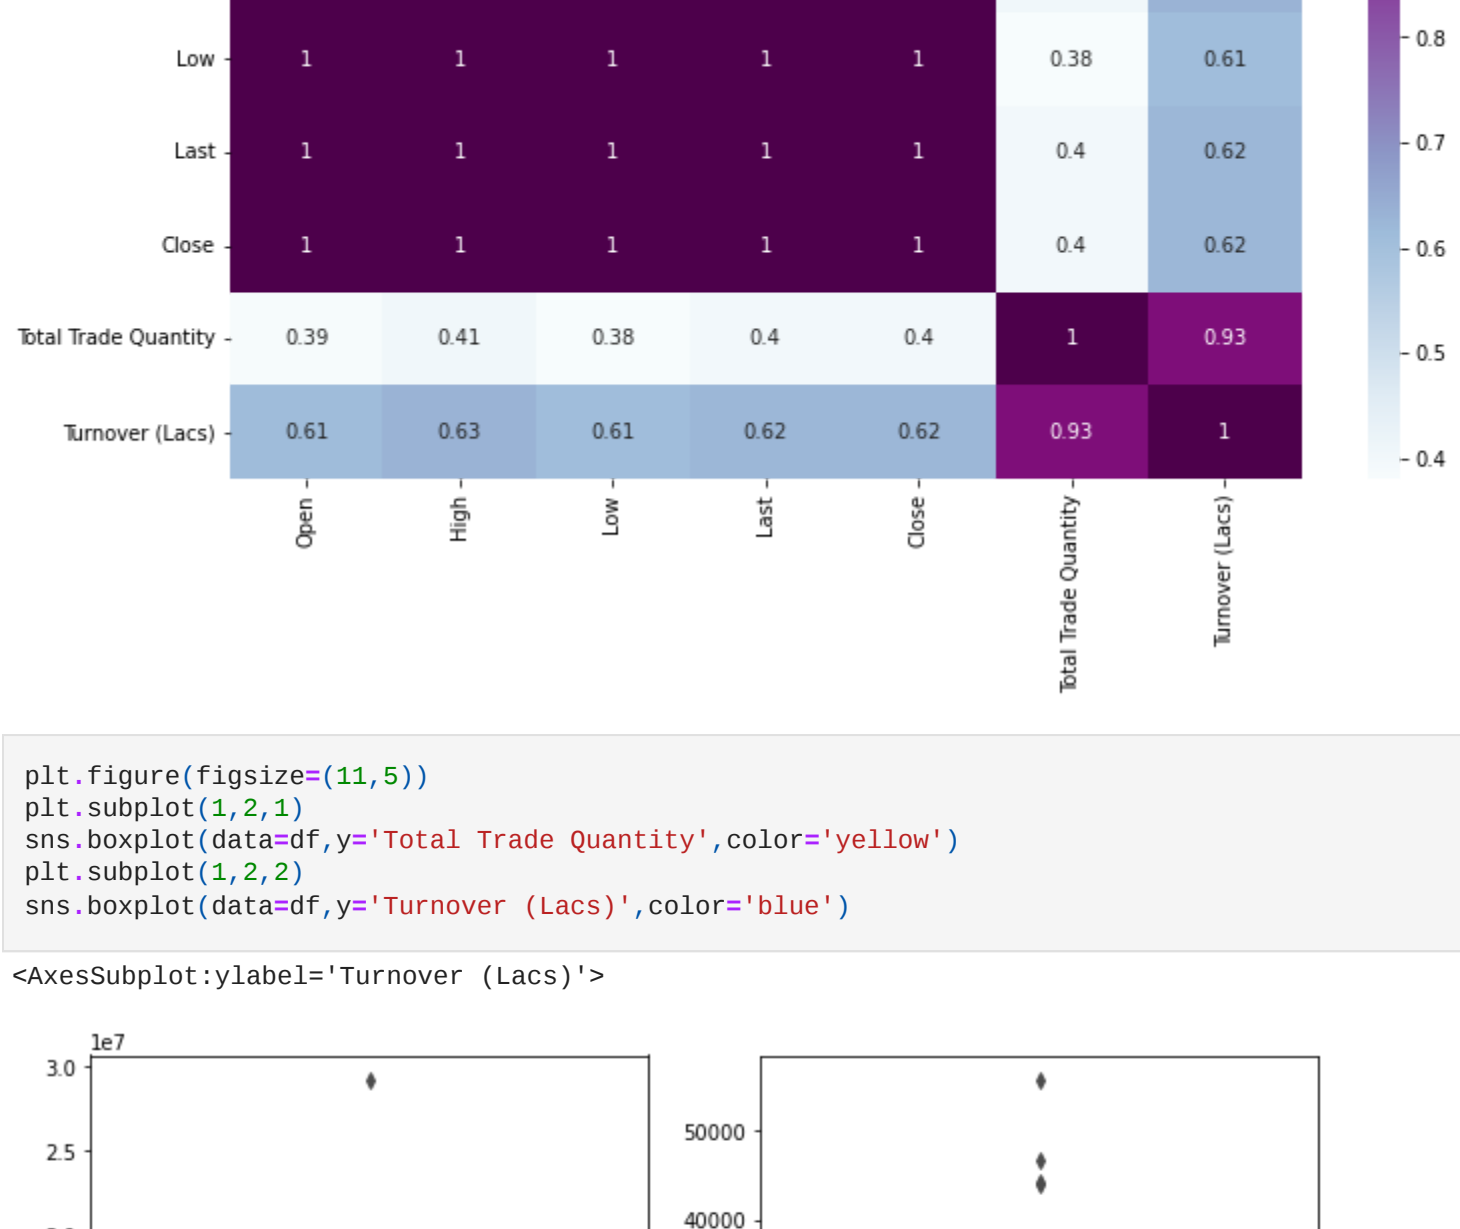 0.8
Low 1 1 1 1 1 0.38 0.61
0.7
Last 1 1 1 1 1 0.4 0.62
Close 1 1 1 1 1 0.4 0.62
0.6
Total Trade Quantity 0.39 0.41 0.38 0.4 0.4 1 0.93
0.5
Turnover (Lacs) 0.61 0.63 0.61 0.62 0.62 0.93 1
0.4
Open High Low Last Close Total Trade Quantity Turnover (Lacs)
plt.figure(figsize=(11,5))
plt.subplot(1,2,1)
sns.boxplot(data=df,y='Total Trade Quantity',color='yellow')
plt.subplot(1,2,2)
sns.boxplot(data=df,y='Turnover (Lacs)',color='blue')
<AxesSubplot:ylabel='Turnover (Lacs)'>
1e7
3.0
50000
2.5
40000